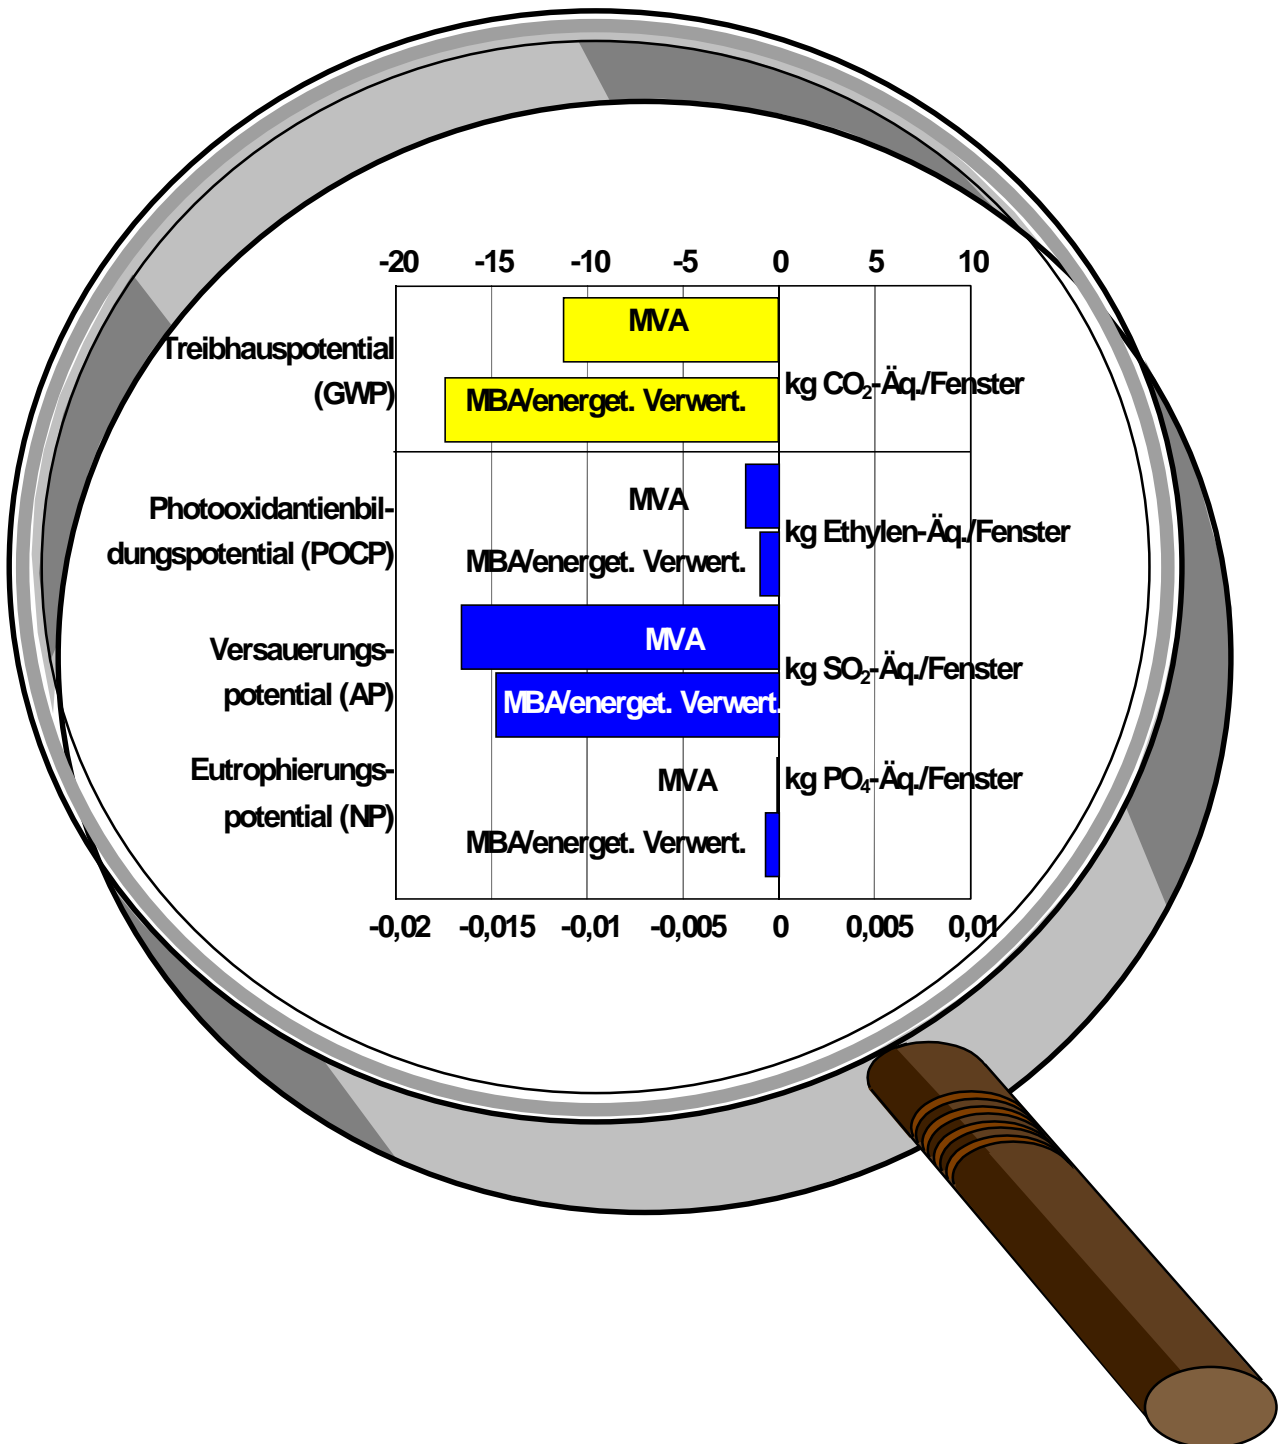 -20 -15 -10 -5 0 5 10
MVA
Treibhauspotential
(GWP)
kg CO₂-Äq./Fenster
MBA/energet. Verwert.
MVA
Photooxidantienbil-
dungspotential (POCP)
kg Ethylen-Äq./Fenster
MBA/energet. Verwert.
MVA
Versauerungs-
potential (AP)
kg SO₂-Äq./Fenster
MBA/energet. Verwert.
Eutrophierungs-
potential (NP)
MVA
kg PO₄-Äq./Fenster
MBA/energet. Verwert.
-0,02 -0,015 -0,01 -0,005 0 0,005 0,01